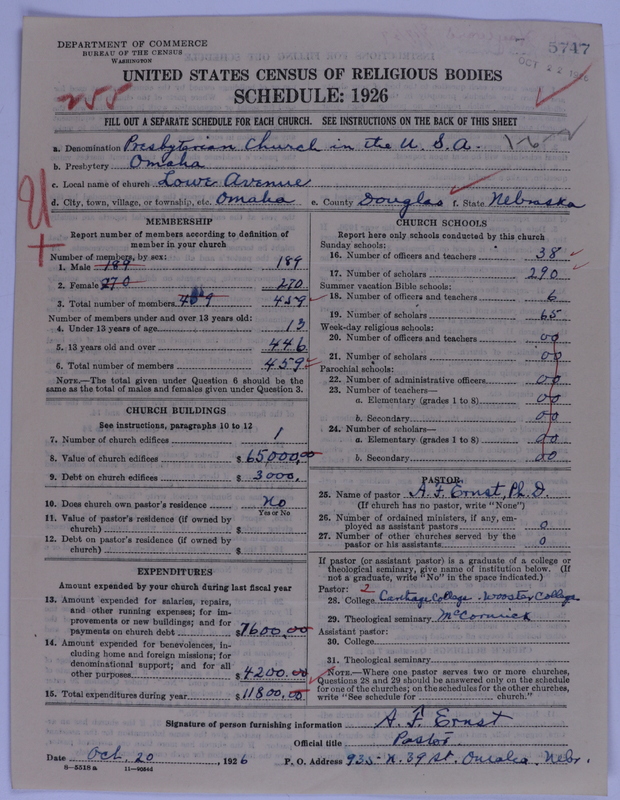 DEPARTMENT OF COMMERCE
BUREAU OF THE CENSUS
WASHINGTON
5747
OCT 22 1926
UNITED STATES CENSUS OF RELIGIOUS BODIES
SCHEDULE: 1926
255
FILL OUT A SEPARATE SCHEDULE FOR EACH CHURCH. SEE INSTRUCTIONS ON THE BACK OF THIS SHEET
a. Denomination Presbyterian Church in the U. S. A.
b. Presbytery Omaha
c. Local name of church Lowe Avenue
d. City, town, village, or township, etc. Omaha e. County Douglas f. State Nebraska
MEMBERSHIP
Report number of members according to definition of
member in your church
Number of members, by sex:
1. Male 189 189
2. Female 270 270
3. Total number of members 459 459
Number of members under and over 13 years old:
4. Under 13 years of age 13
5. 13 years old and over 446
6. Total number of members 459
NOTE.—The total given under Question 6 should be the
same as the total of males and females given under Question 3.
CHURCH BUILDINGS
See instructions, paragraphs 10 to 12
7. Number of church edifices 1
8. Value of church edifices $ 65000.00
9. Debt on church edifices $ 3000.
10. Does church own pastor's residence No
Yes or No
11. Value of pastor's residence (if owned by
church) $
12. Debt on pastor's residence (if owned by
church) $
EXPENDITURES
Amount expended by your church during last fiscal year
13. Amount expended for salaries, repairs,
and other running expenses; for im-
provements or new buildings; and for
payments on church debt $7600.00
14. Amount expended for benevolences, in-
cluding home and foreign missions; for
denominational support; and for all
other purposes $4200.00
15. Total expenditures during year $11800.00
CHURCH SCHOOLS
Report here only schools conducted by this church
Sunday schools:
16. Number of officers and teachers 38
17. Number of scholars 290
Summer vacation Bible schools:
18. Number of officers and teachers 6
19. Number of scholars 65
Week-day religious schools:
20. Number of officers and teachers 00
21. Number of scholars 00
Parochial schools:
22. Number of administrative officers 00
23. Number of teachers—
a. Elementary (grades 1 to 8) 00
b. Secondary 00
24. Number of scholars—
a. Elementary (grades 1 to 8) 00
b. Secondary 00
PASTOR
25. Name of pastor A. F. Ernst, Ph. D.
(If church has no pastor, write "None")
26. Number of ordained ministers, if any, em-
ployed as assistant pastors 0
27. Number of other churches served by the
pastor or his assistants 0
If pastor (or assistant pastor) is a graduate of a college or
theological seminary, give name of institution below. (If
not a graduate, write "No" in the space indicated.)
Pastor: 2
28. College Carthage College. Wooster College
29. Theological seminary McCormick
Assistant pastor:
30. College
31. Theological seminary
NOTE.—Where one pastor serves two or more churches,
Questions 28 and 29 should be answered only on the schedule
for one of the churches; on the schedules for the other churches,
write "See schedule for church."
Signature of person furnishing information A. F. Ernst
Official title Pastor
Date Oct. 20, 1926 P. O. Address 935- N. 39 St. Omaha. Nebr.
8—5518a 11—40546